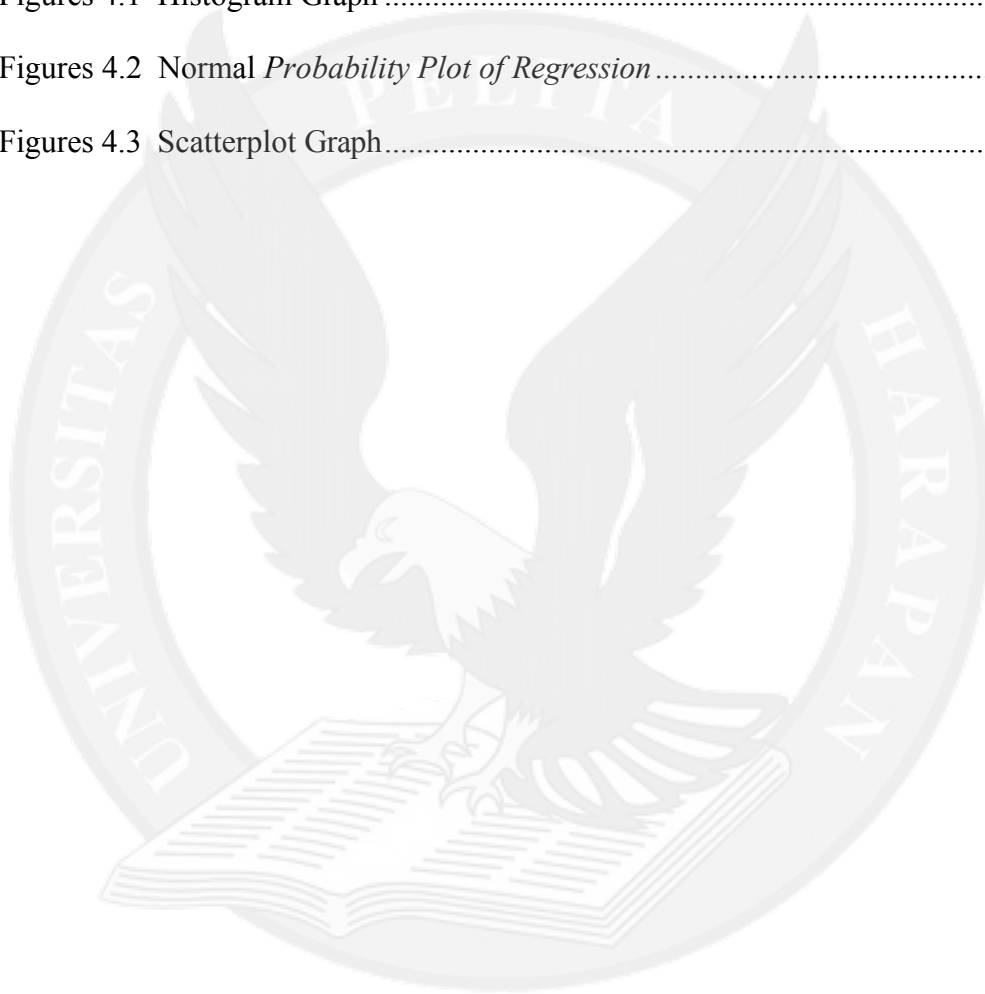 Figures 4.1 Histogram Graph ........................................................................
Figures 4.2 Normal Probability Plot of Regression ........................................
Figures 4.3 Scatterplot Graph ........................................................................
UNIVERSITAS PELITA HARAPAN